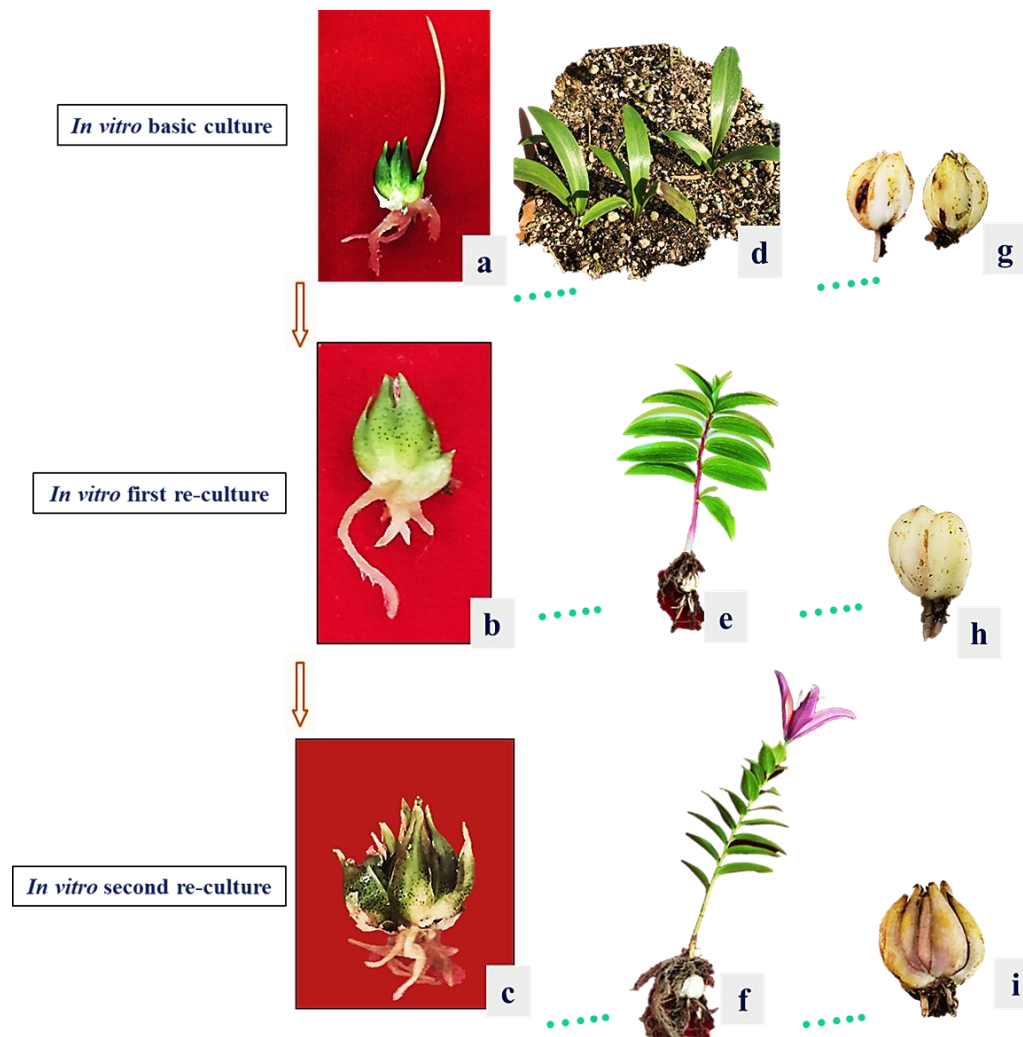 In vitro basic culture
a
d
g
In vitro first re-culture
b
e
h
In vitro second re-culture
c
f
i